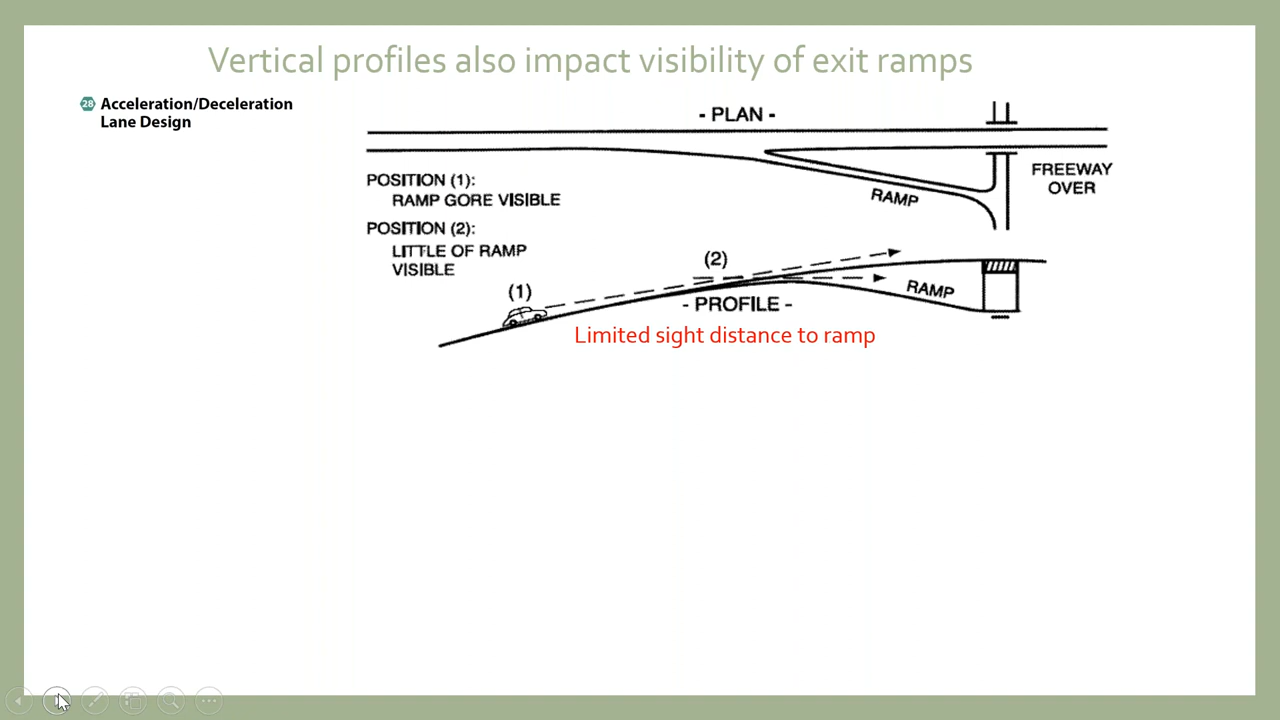 Vertical profiles also impact visibility of exit ramps
28 Acceleration/Deceleration
Lane Design
- PLAN -
POSITION (1):
RAMP GORE VISIBLE
POSITION (2):
LITTLE OF RAMP
VISIBLE
RAMP
FREEWAY
OVER
(1)
(2)
RAMP
- PROFILE -
Limited sight distance to ramp